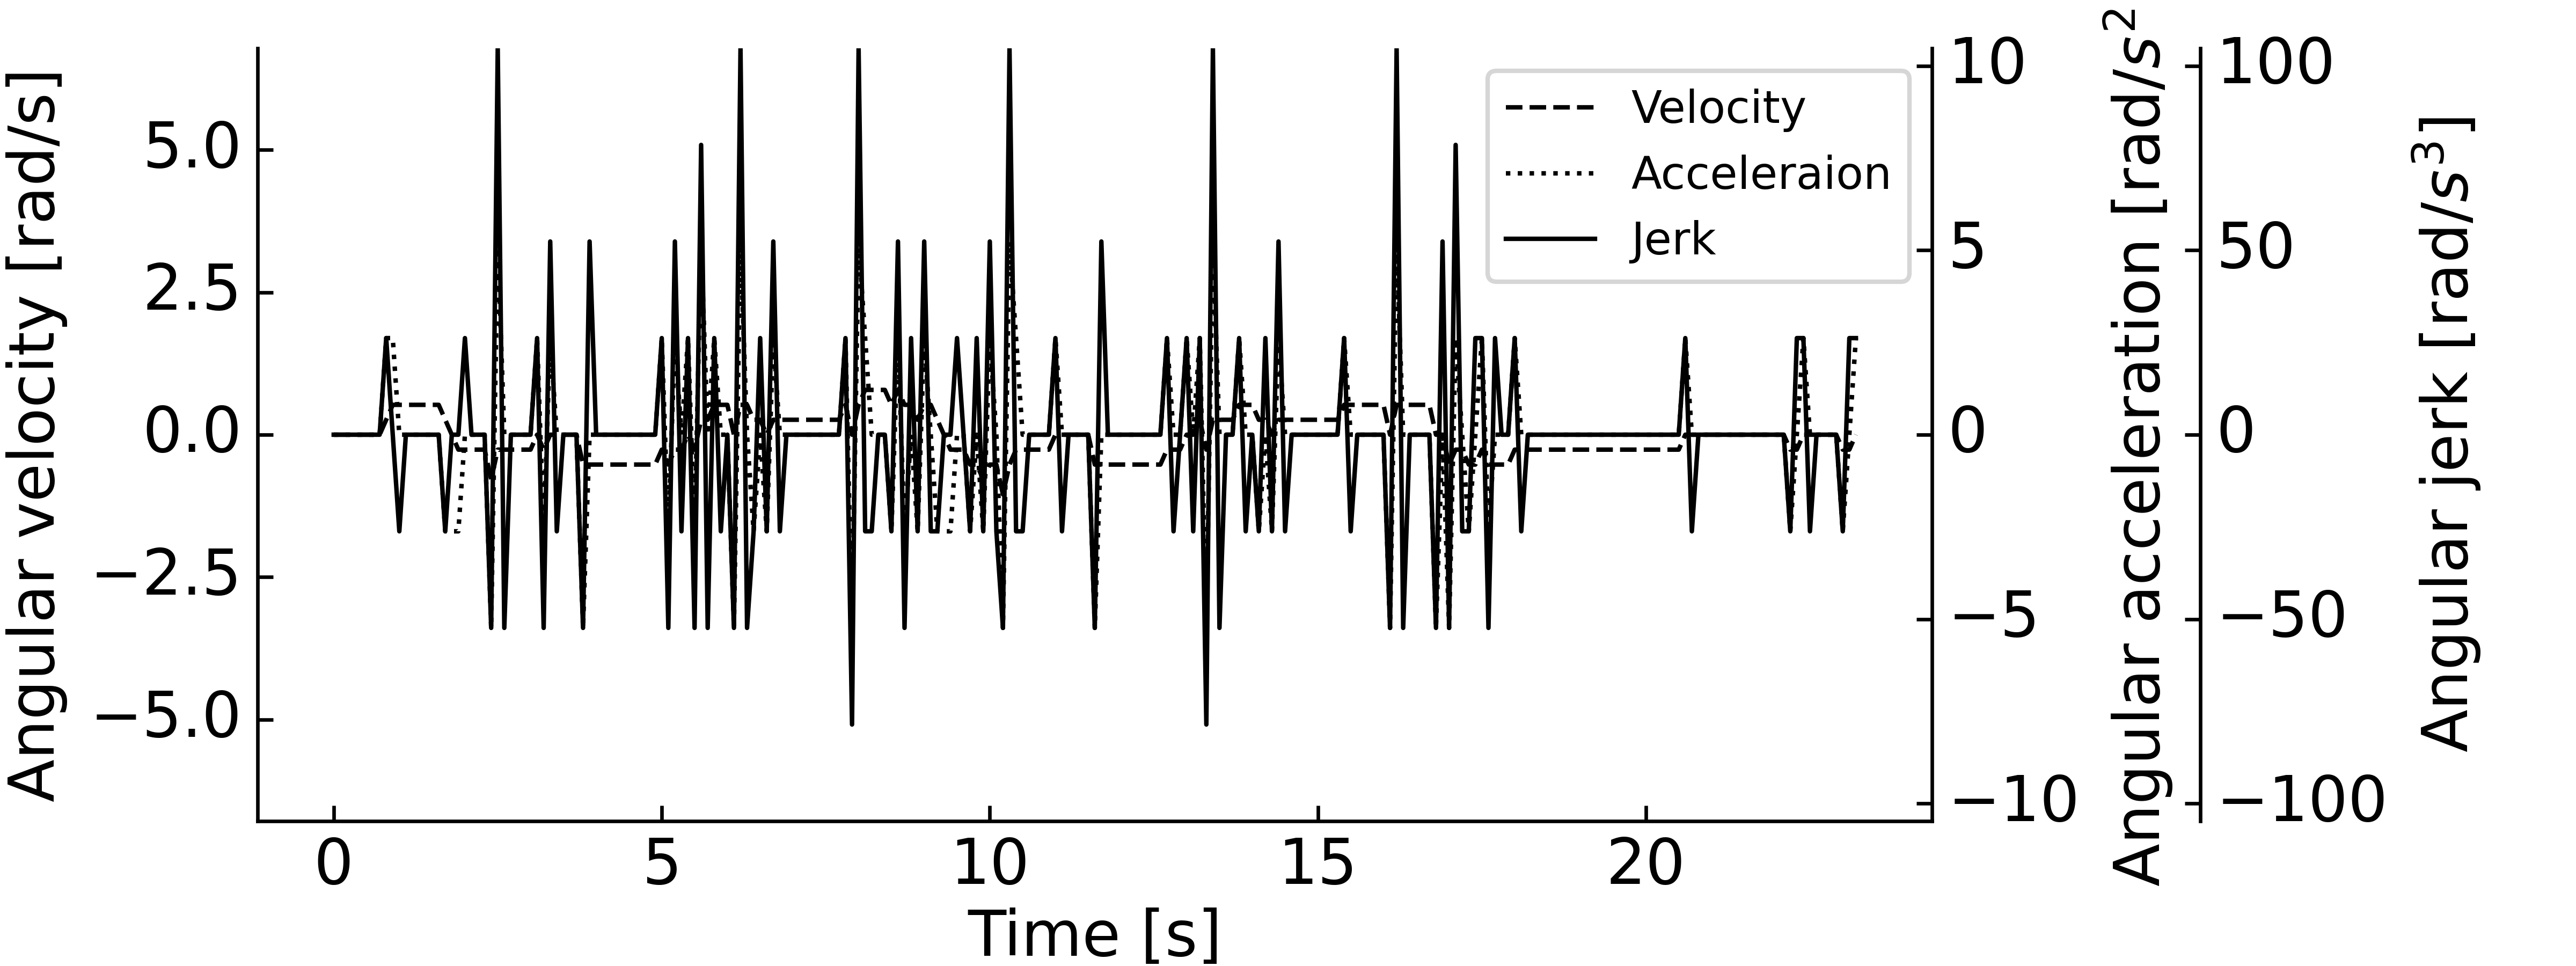 Angular velocity [rad/s]
5.0
2.5
0.0
−2.5
−5.0
0
5
10
15
20
Time [s]
Velocity
Acceleraion
Jerk
10
5
0
−5
−10
Angular acceleration [rad/s²
100
50
0
−50
−100
Angular jerk [rad/s³]